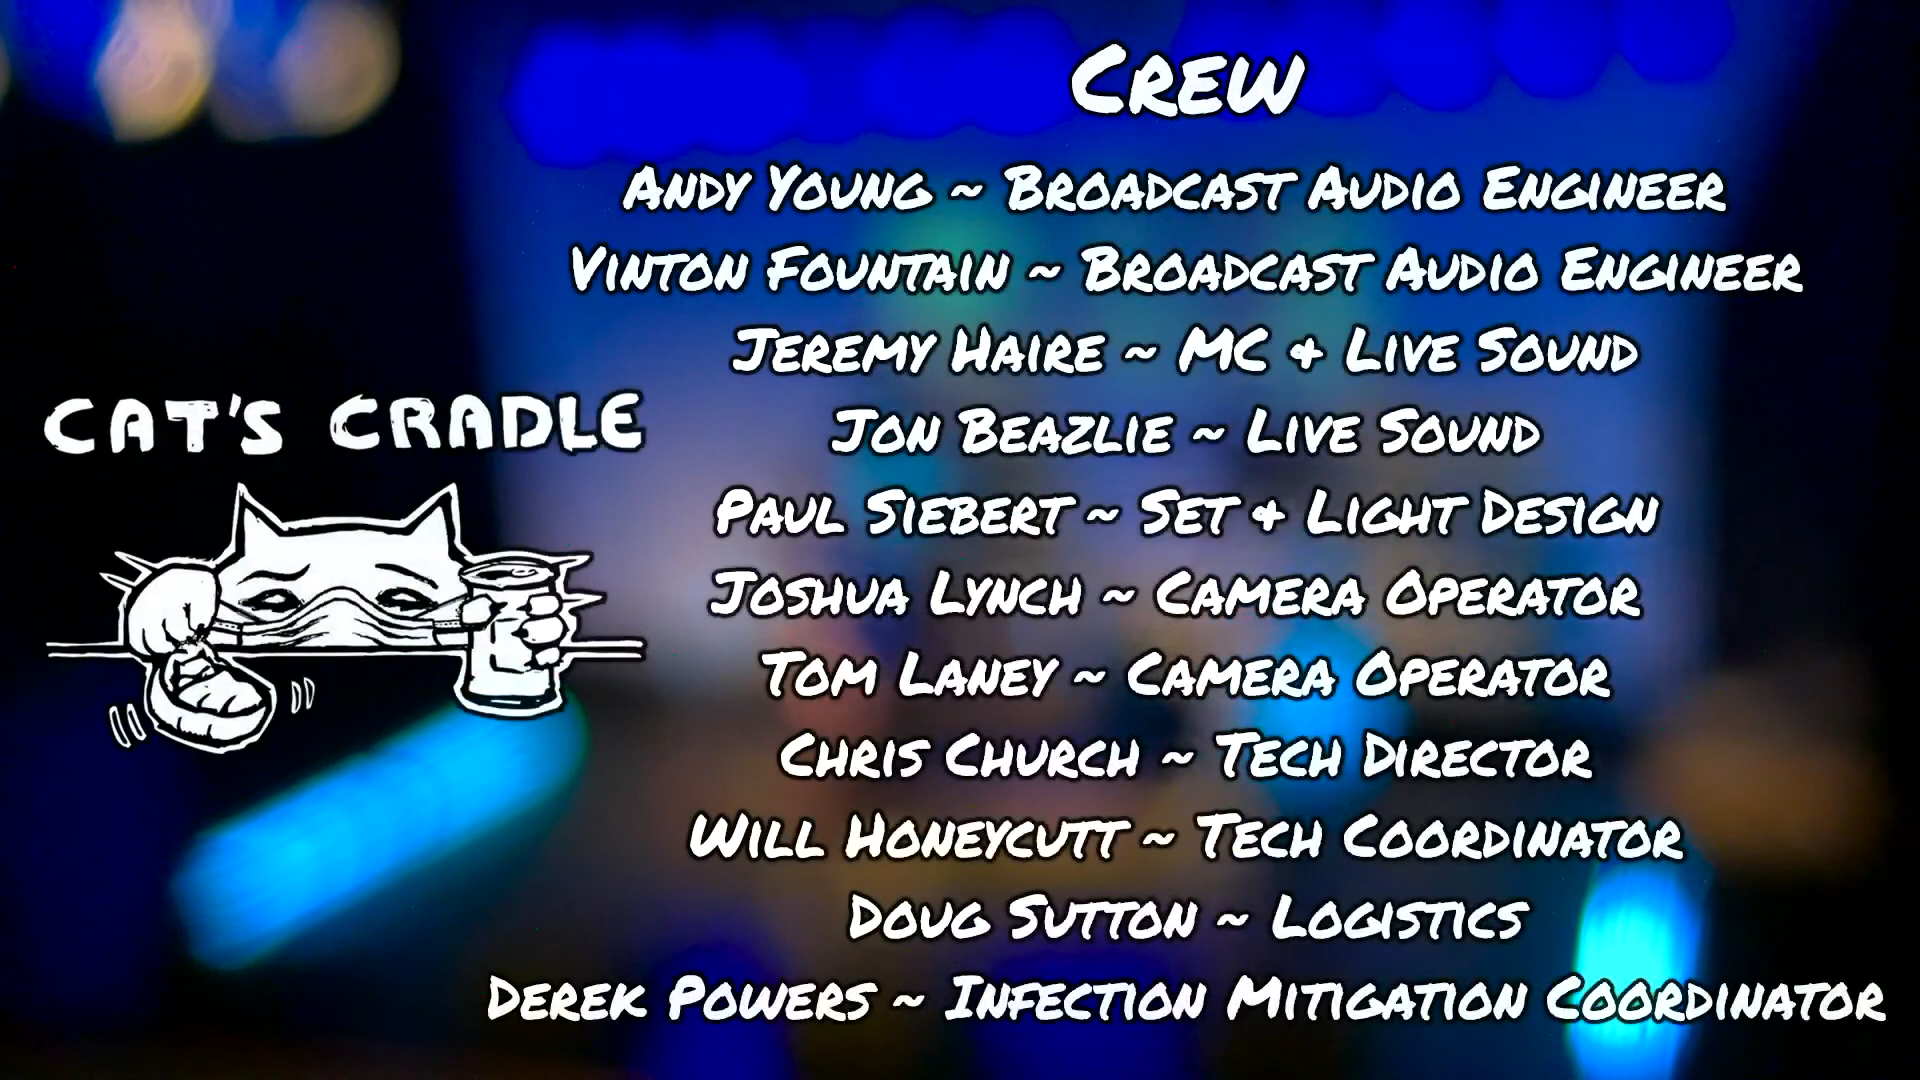 Crew
Andy Young ~ Broadcast Audio Engineer
Vinton Fountain ~ Broadcast Audio Engineer
Jeremy Haire ~ MC & Live Sound
Jon Beazlie ~ Live Sound
CAT'S CRADLE
Paul Siebert ~ Set & Light Design
Joshua Lynch ~ Camera Operator
Tom Laney ~ Camera Operator
Chris Church ~ Tech Director
Will Honeycutt ~ Tech Coordinator
Doug Sutton ~ Logistics
Derek Powers ~ Infection Mitigation Coordinator